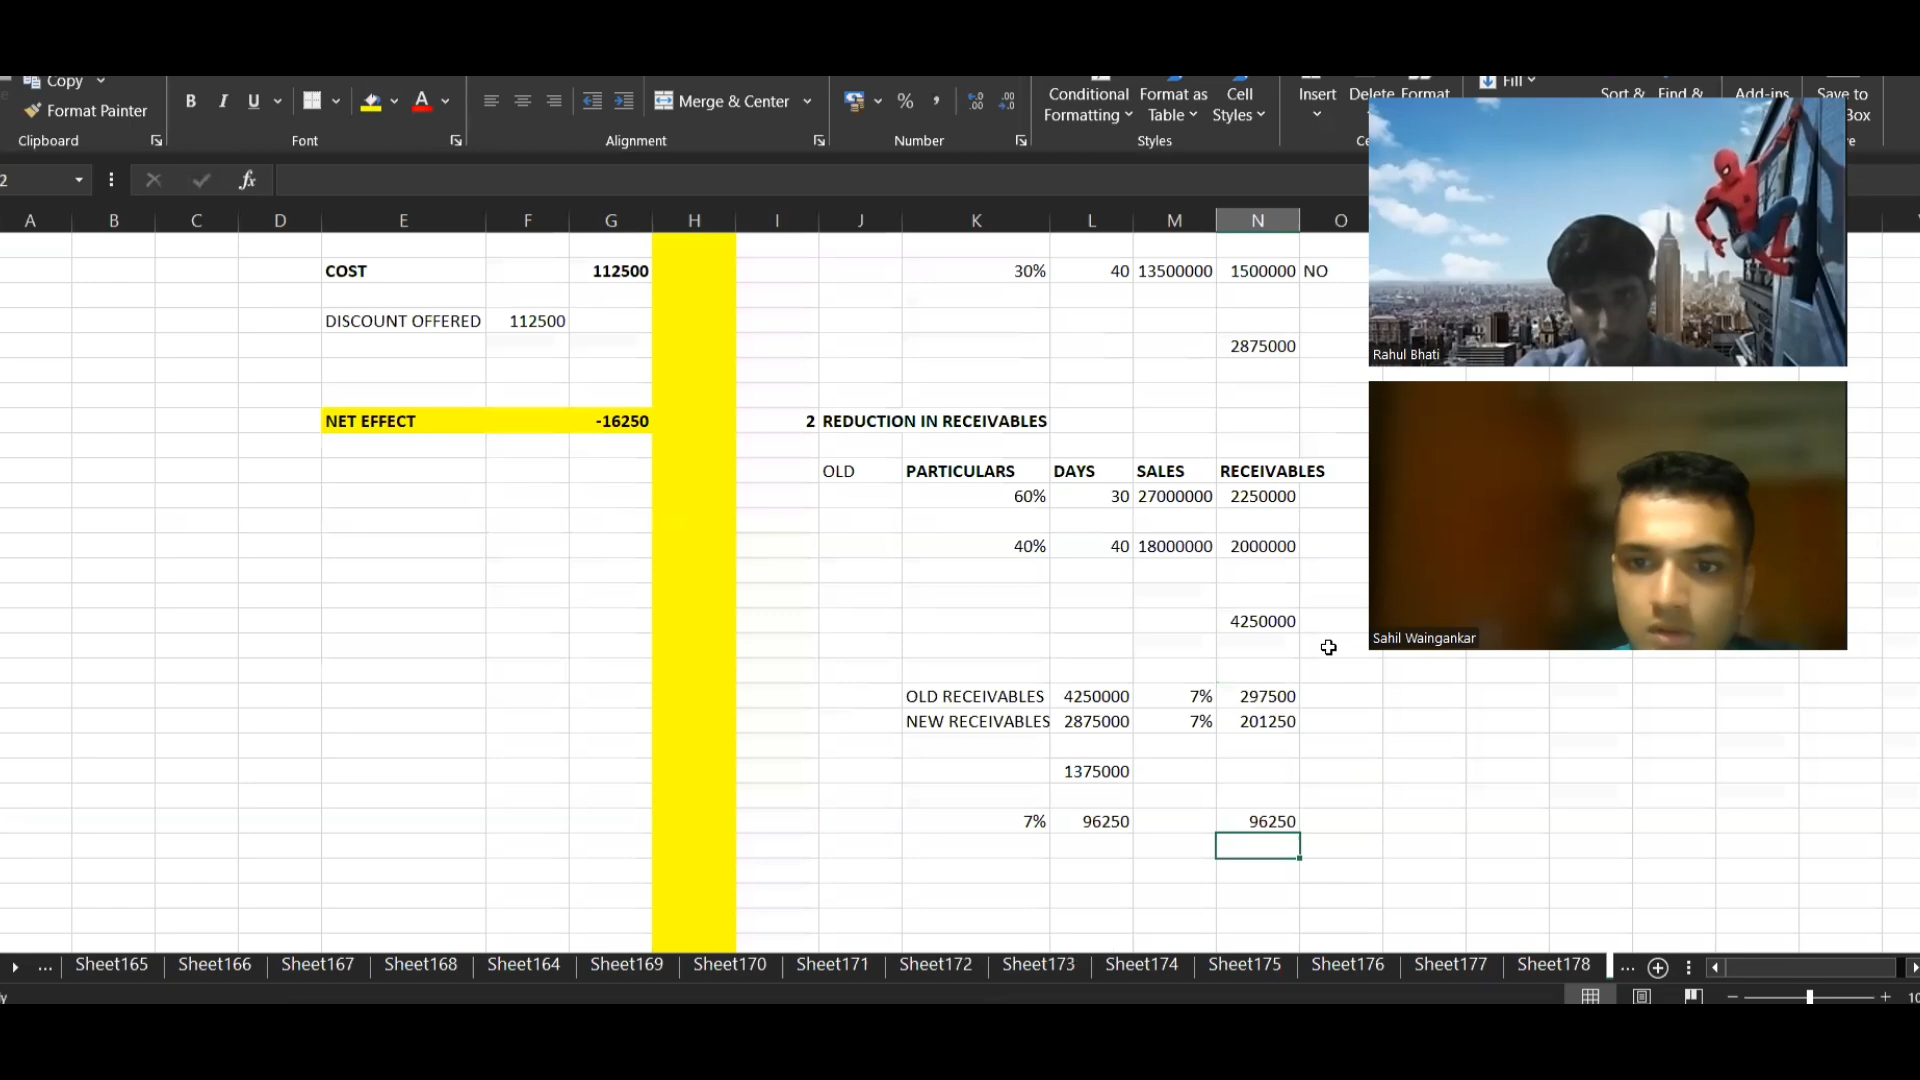 Copy
Format Painter
B I U
A
Merge & Center
%
Conditional Formatting
Format as Table
Cell Styles
Insert
Delete
Format
Fill
Sort &
Find &
Add-ins
Save to
Box
Clipboard
Font
Alignment
Number
Styles
2
fx
A B C D E F G H I J K L M N O
COST 112500 30% 40 13500000 1500000 NO
DISCOUNT OFFERED 112500
2875000
Rahul Bhati
NET EFFECT -16250 2 REDUCTION IN RECEIVABLES
OLD PARTICULARS DAYS SALES RECEIVABLES
60% 30 27000000 2250000
40% 40 18000000 2000000
4250000
Sahil Waingankar
OLD RECEIVABLES 4250000 7% 297500
NEW RECEIVABLES 2875000 7% 201250
1375000
7% 96250 96250
... Sheet165 Sheet166 Sheet167 Sheet168 Sheet164 Sheet169 Sheet170 Sheet171 Sheet172 Sheet173 Sheet174 Sheet175 Sheet176 Sheet177 Sheet178 ...